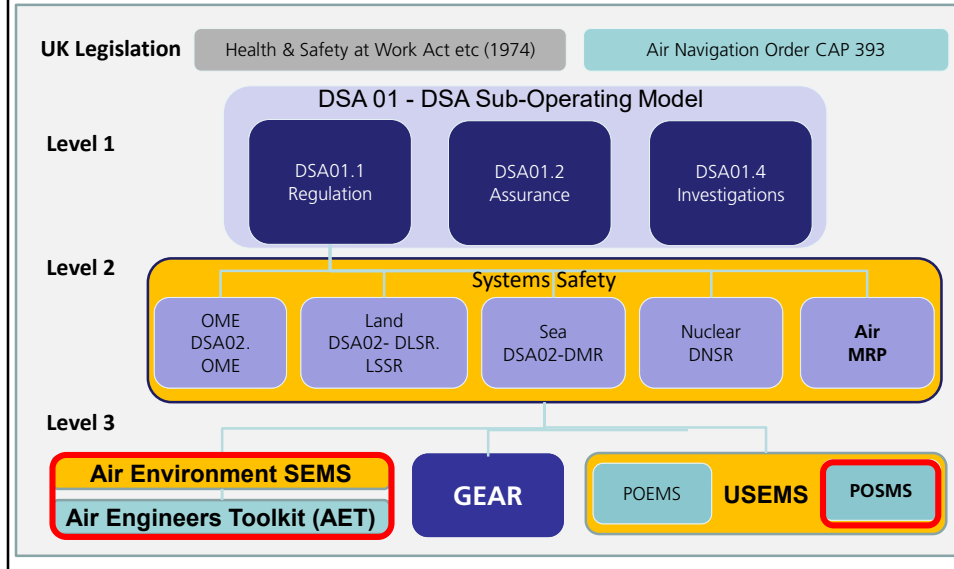 UK Legislation
Health & Safety at Work Act etc (1974)
Air Navigation Order CAP 393
DSA 01 - DSA Sub-Operating Model
Level 1
DSA01.1
Regulation
DSA01.2
Assurance
DSA01.4
Investigations
Level 2
Systems Safety
OME
DSA02.
OME
Land
DSA02- DLSR.
LSSR
Sea
DSA02-DMR
Nuclear
DNSR
Air
MRP
Level 3
Air Environment SEMS
Air Engineers Toolkit (AET)
GEAR
POEMS
USEMS
POSMS